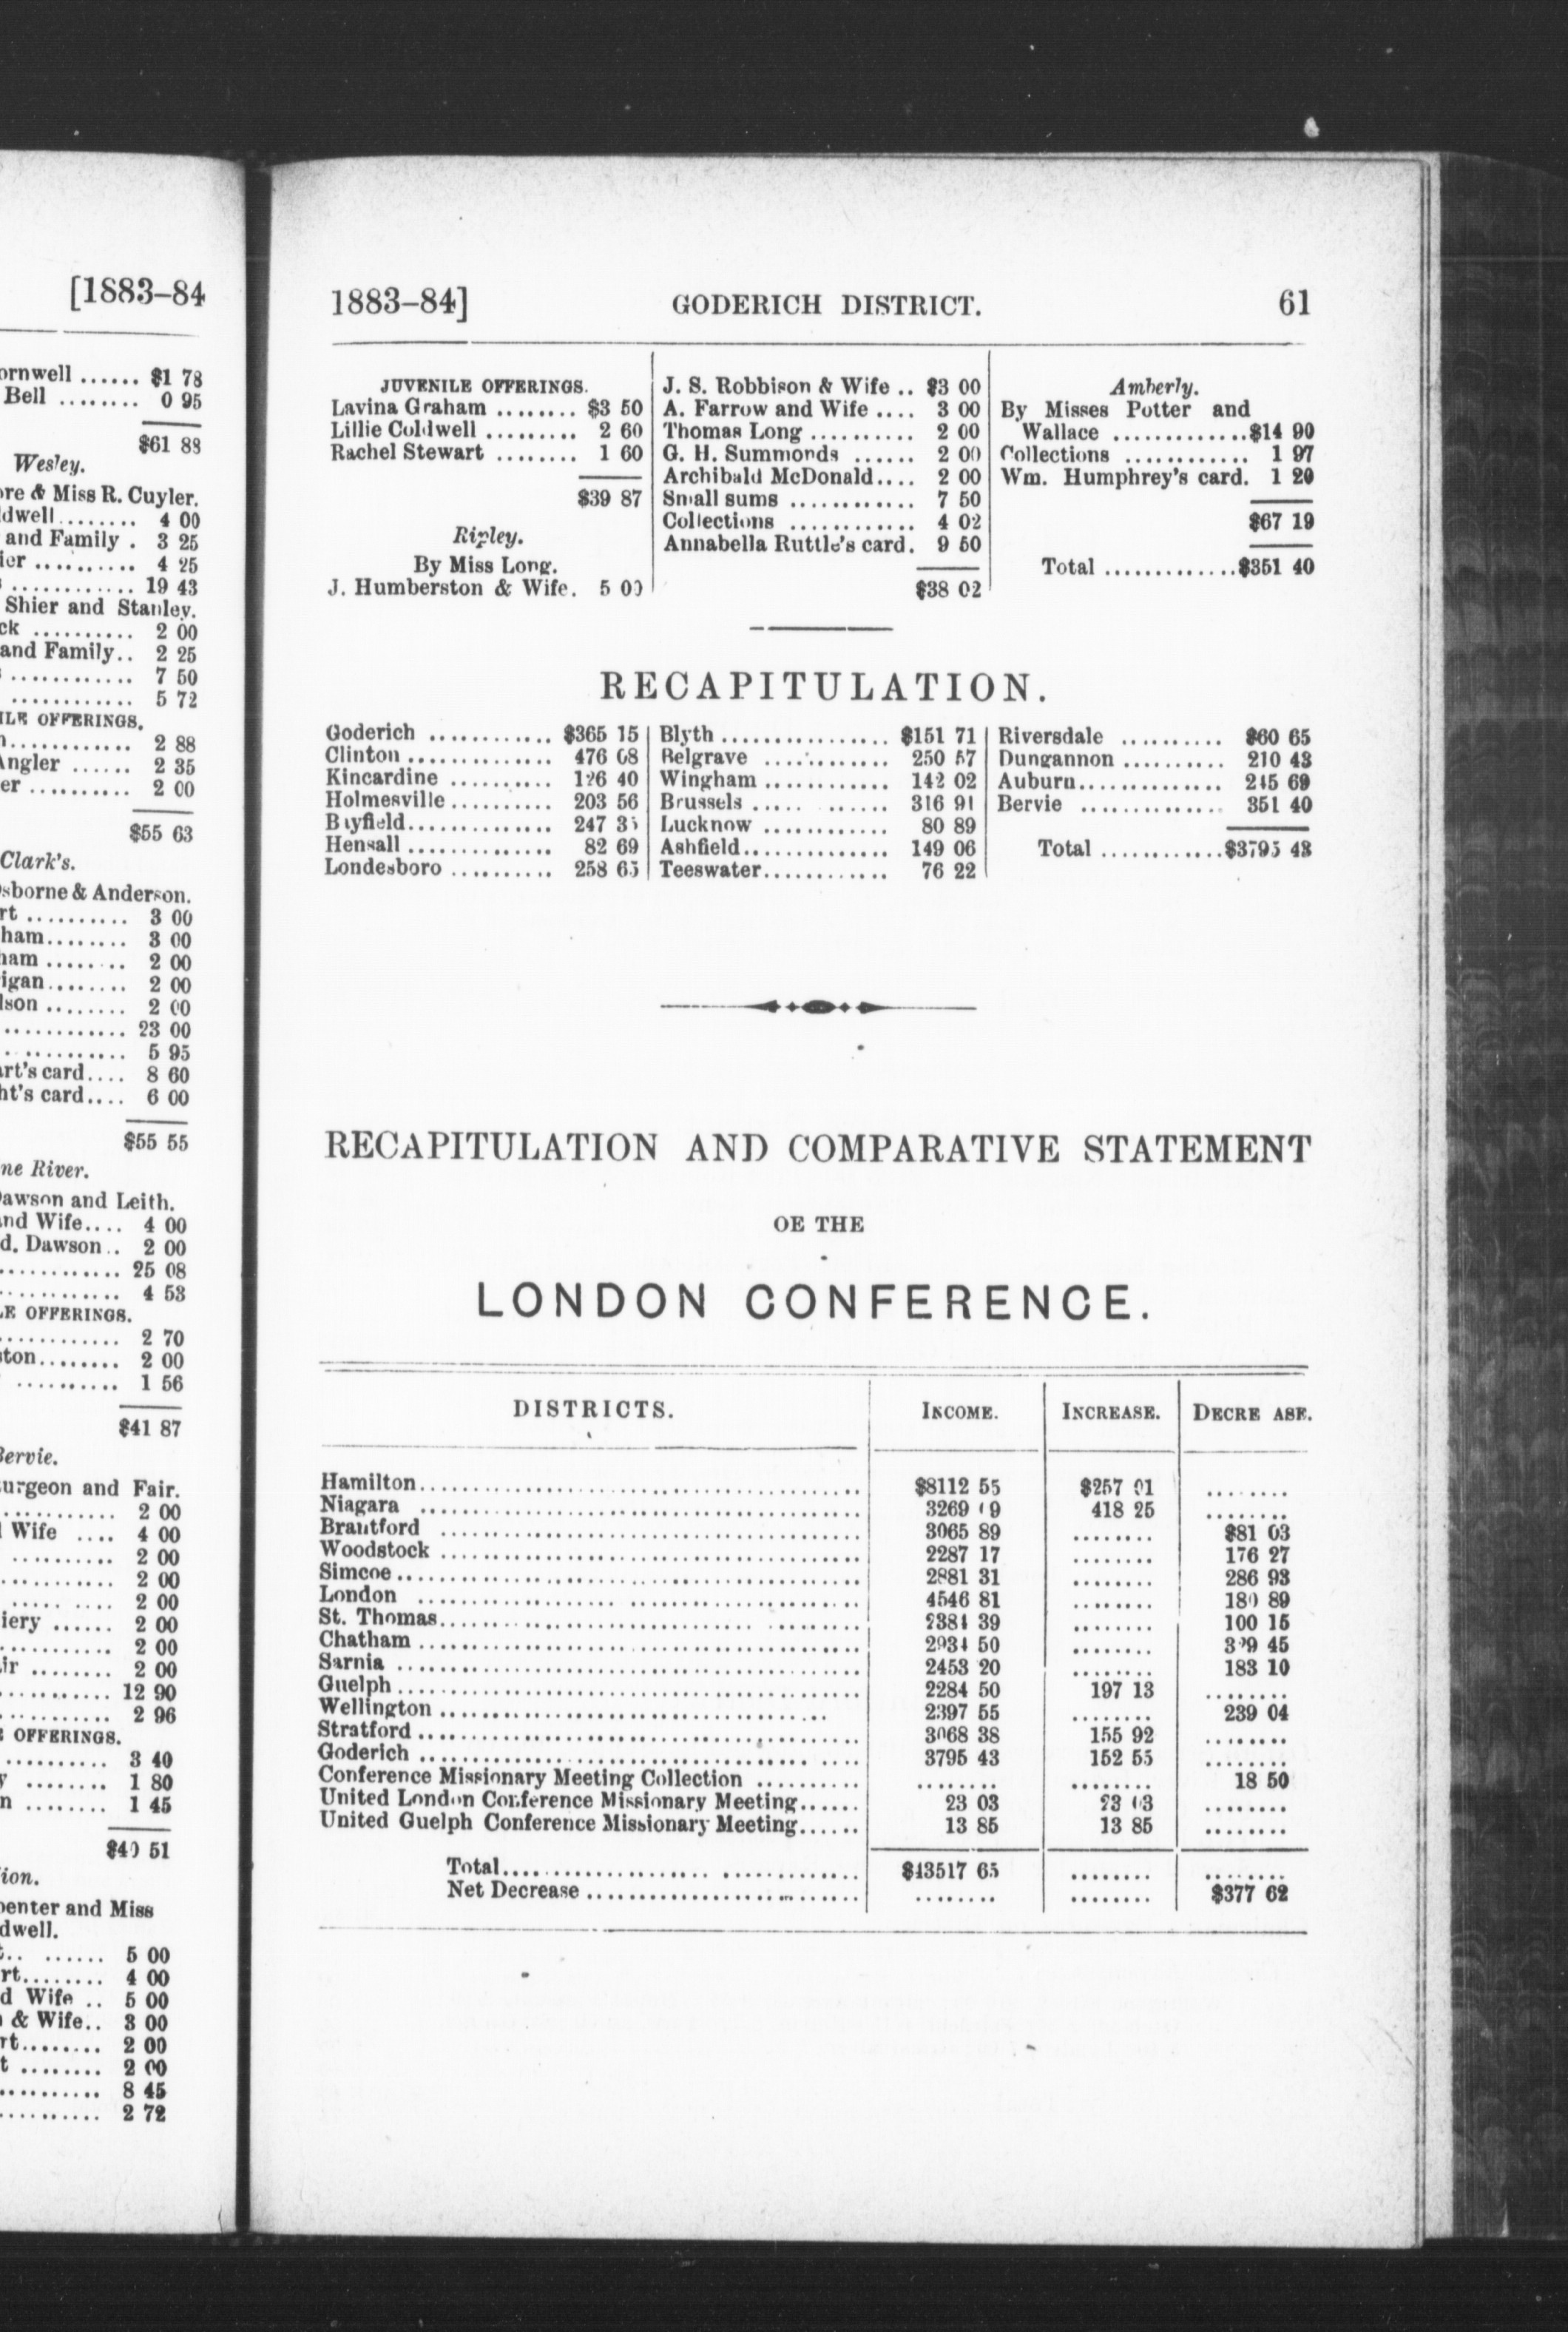 [1883–84
ornwell ...... $1 78
Bell ........ 0 95
$61 88
Wesley.
ore & Miss R. Cuyler.
ldwell ........ 4 00
and Family . 3 25
ier .......... 4 25
............ 19 43
Shier and Stanley.
ck .......... 2 00
and Family.. 2 25
............ 7 50
............ 5 72
ILE OFFERINGS.
............ 2 88
Angler ...... 2 35
er .......... 2 00
$55 63
Clark's.
Osborne & Anderson.
rt .......... 3 00
ham........ 3 00
ham ........ 2 00
rigan........ 2 00
lson ........ 2 00
............ 23 00
............ 5 95
art's card.... 8 60
ht's card.... 6 00
$55 55
ne River.
Dawson and Leith.
and Wife.... 4 00
d. Dawson.. 2 00
............ 25 08
............ 4 53
LE OFFERINGS.
............ 2 70
ston........ 2 00
.......... 1 56
$41 87
Bervie.
urgeon and Fair.
............ 2 00
Wife .... 4 00
.......... 2 00
............ 2 00
............ 2 00
iery ...... 2 00
............ 2 00
ir ........ 2 00
............ 12 90
............ 2 96
OFFERINGS.
.......... 3 40
y ........ 1 80
n ........ 1 45
$40 51
ion.
penter and Miss
dwell.
........ 5 00
rt........ 4 00
d Wife .. 5 00
& Wife.. 3 00
rt........ 2 00
t ........ 2 00
.......... 8 45
.......... 2 72
1883–84] GODERICH DISTRICT. 61
JUVENILE OFFERINGS.
Lavina Graham ........ $3 50
Lillie Coldwell ......... 2 60
Rachel Stewart ........ 1 60
$39 87
Ripley.
By Miss Long.
J. Humberston & Wife. 5 00
J. S. Robbison & Wife .. $3 00
A. Farrow and Wife .... 3 00
Thomas Long .......... 2 00
G. H. Summonds ...... 2 00
Archibald McDonald.... 2 00
Small sums ............ 7 50
Collections ............ 4 02
Annabella Ruttle's card. 9 50
$38 02
Amberly.
By Misses Potter and
Wallace .............$14 90
Collections ............ 1 97
Wm. Humphrey's card. 1 20
$67 19
Total .............$351 40
RECAPITULATION.
Goderich ............ $365 15
Clinton .............. 476 08
Kincardine .......... 126 40
Holmesville .......... 203 56
Bayfield.............. 247 35
Hensall .............. 82 69
Londesboro .......... 258 65
Blyth ................ $151 71
Belgrave ............ 250 57
Wingham ............ 142 02
Brussels ............ 316 91
Lucknow ............ 80 89
Ashfield.............. 149 06
Teeswater............ 76 22
Riversdale .......... $60 65
Dungannon .......... 210 43
Auburn.............. 245 69
Bervie ............. 351 40
Total ............$3795 43
RECAPITULATION AND COMPARATIVE STATEMENT
OE THE
LONDON CONFERENCE.
DISTRICTS. INCOME. INCREASE. DECRE ASE.
Hamilton........ $8112 55 $257 01 ........
Niagara ........ 3269 09 418 25 ........
Brantford ........ 3065 89 ........ $81 03
Woodstock ........ 2287 17 ........ 176 27
Simcoe........ 2881 31 ........ 286 93
London ........ 4546 81 ........ 180 89
St. Thomas........ 2384 39 ........ 100 15
Chatham ........ 2934 50 ........ 45
Sarnia ........ 2453 20 ........ 183 10
Guelph........ 2284 50 197 13 ........
Wellington ........ 2397 55 ........ 239 04
Stratford ........ 3068 38 155 92 ........
Goderich ........ 3795 43 152 55 ........
Conference Missionary Meeting Collection .......... ........ ........ 18 50
United London Conference Missionary Meeting...... 23 03 23 03 ........
United Guelph Conference Missionary Meeting...... 13 85 13 85 ........
Total........ $43517 65 ........ ........
Net Decrease ........ ........ ........ $377 62